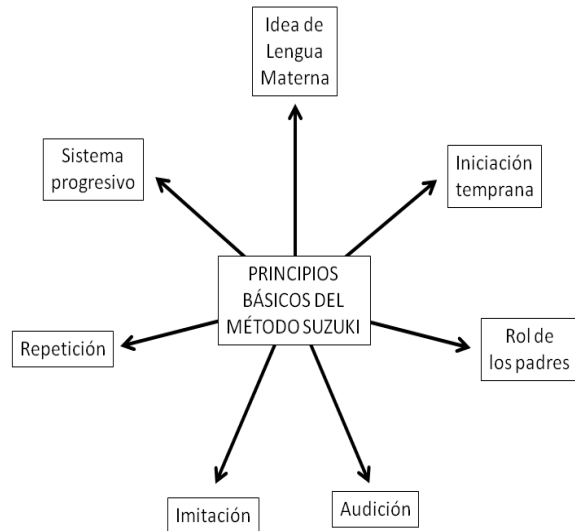 Idea de
Lengua
Materna
Sistema
progresivo
Iniciación
temprana
PRINCIPIOS
BÁSICOS DEL
MÉTODO SUZUKI
Repetición
Rol de
los padres
Imitación
Audición